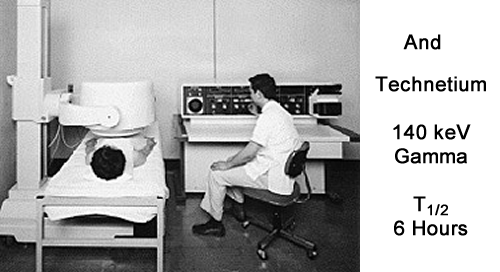 And
Technetium
140 keV
Gamma
T1/2
6 Hours